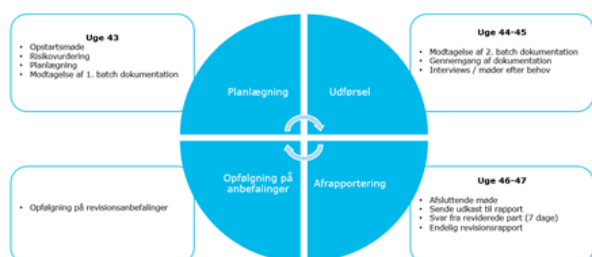 Uge 43
• Opstartsmøde
• Risikovurdering
• Planlægning
• Modtagelse af 1. batch dokumentation
Planlægning
Udførsel
Uge 44-45
• Modtagelse af 2. batch dokumentation
• Gennemgang af dokumentation
• Interviews / møder efter behov
• Opfølgning på revisionsanbefalinger
Opfølgning på
anbefalinger
Afrapportering
Uge 46-47
• Afsluttende møde
• Sende udkast til rapport
• Svar fra reviderede part (7 dage)
• Endelig revisionsrapport